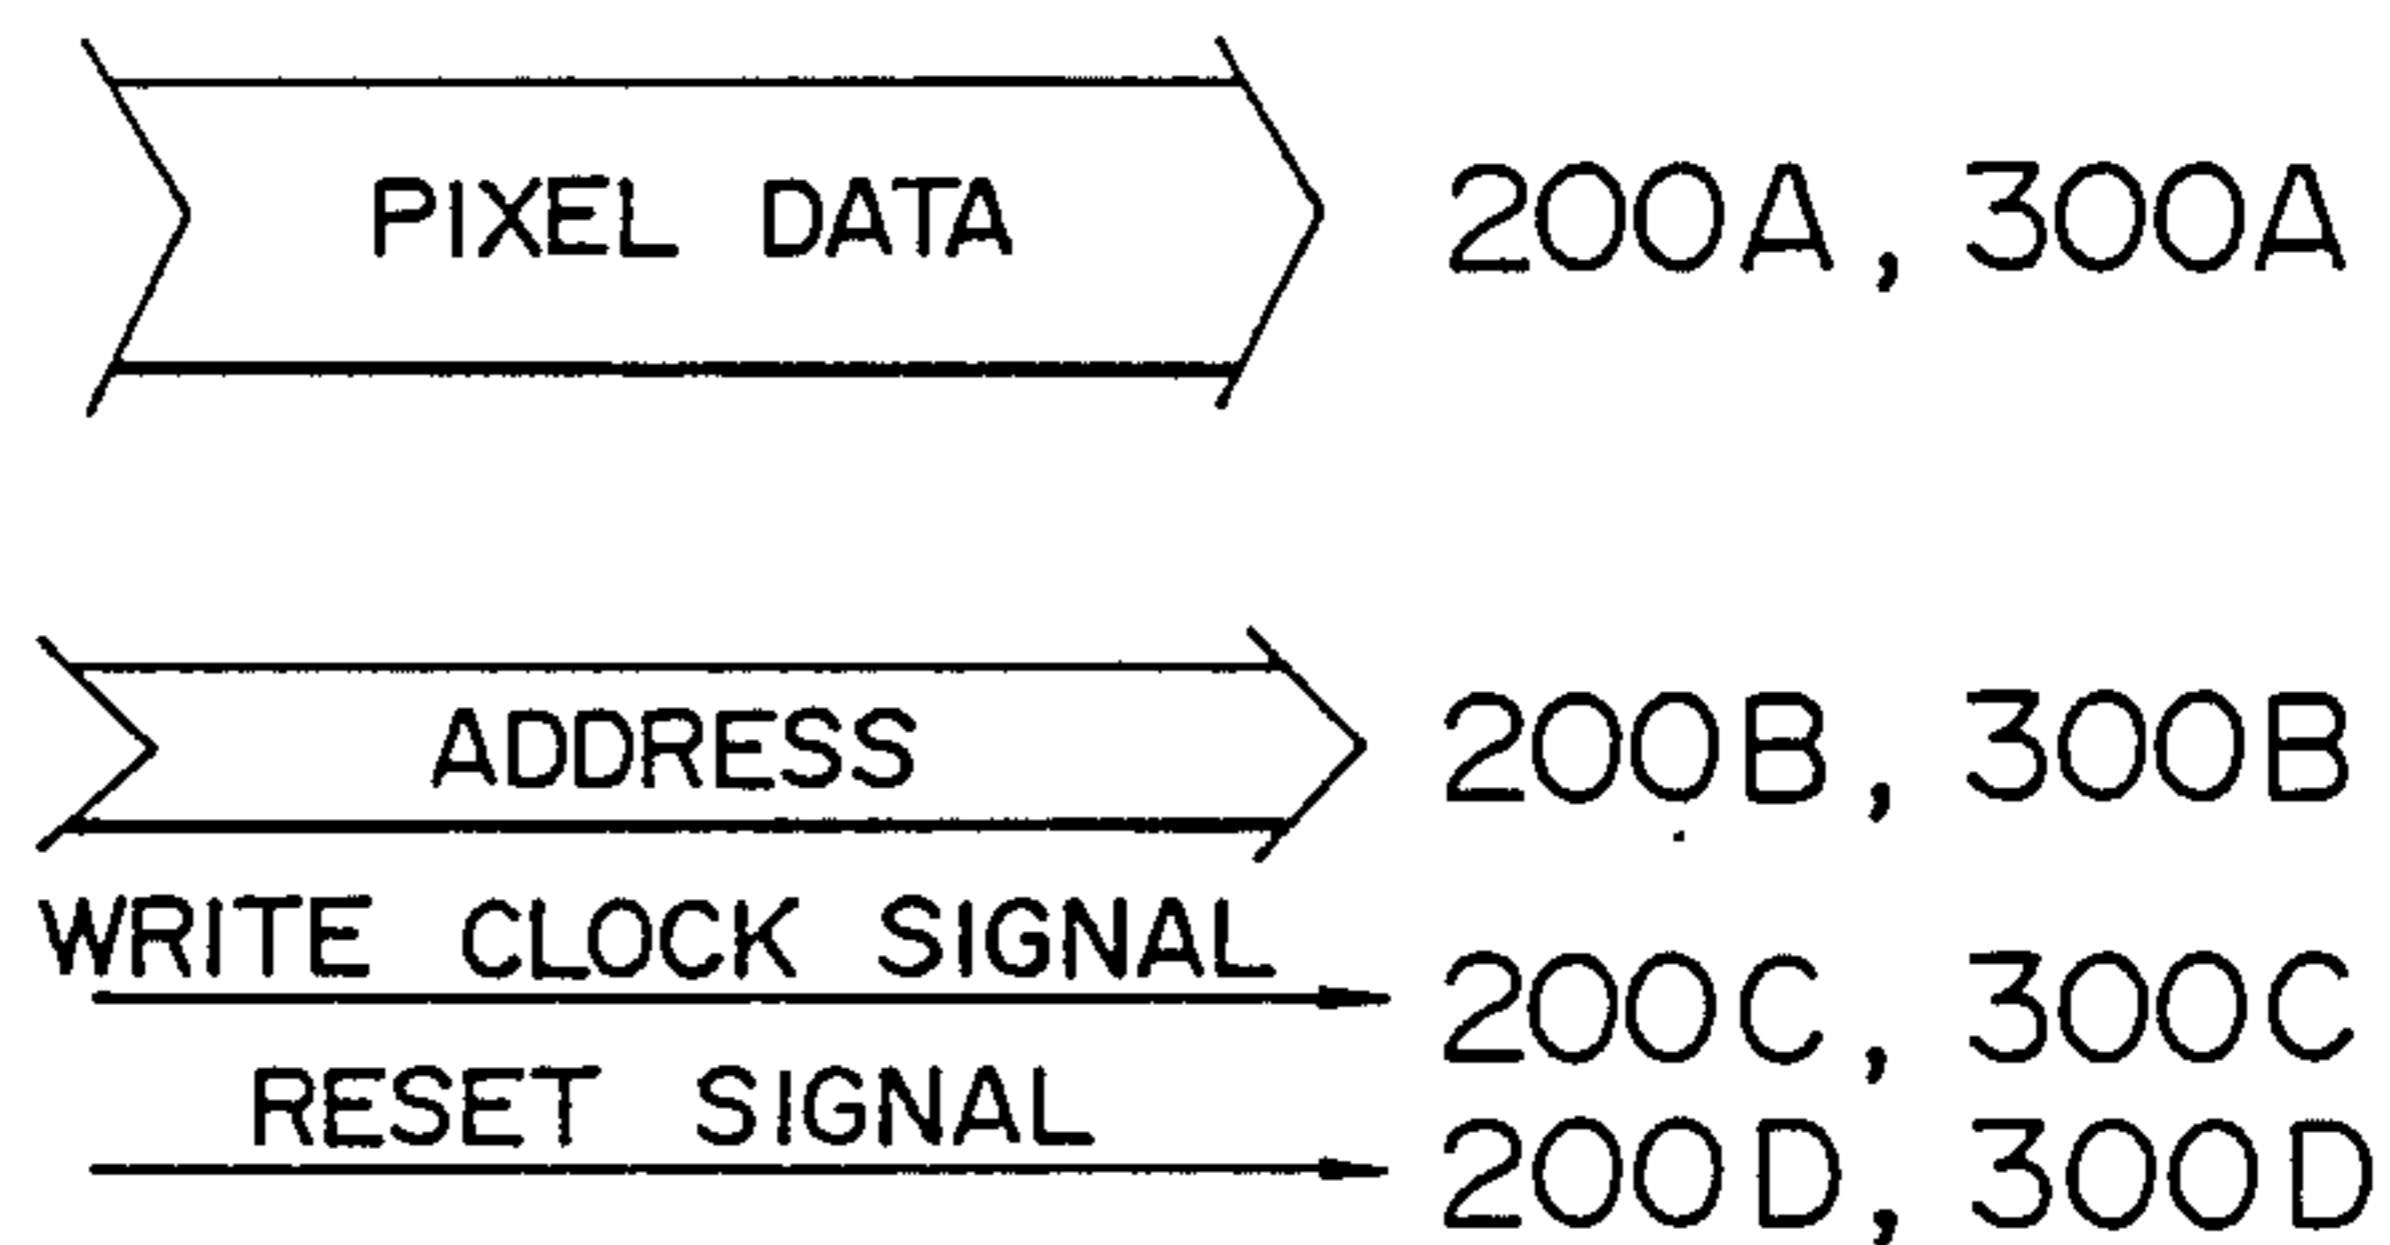 PIXEL DATA 200A, 300A
ADDRESS 200B, 300B
WRITE CLOCK SIGNAL 200C, 300C
RESET SIGNAL 200D, 300D